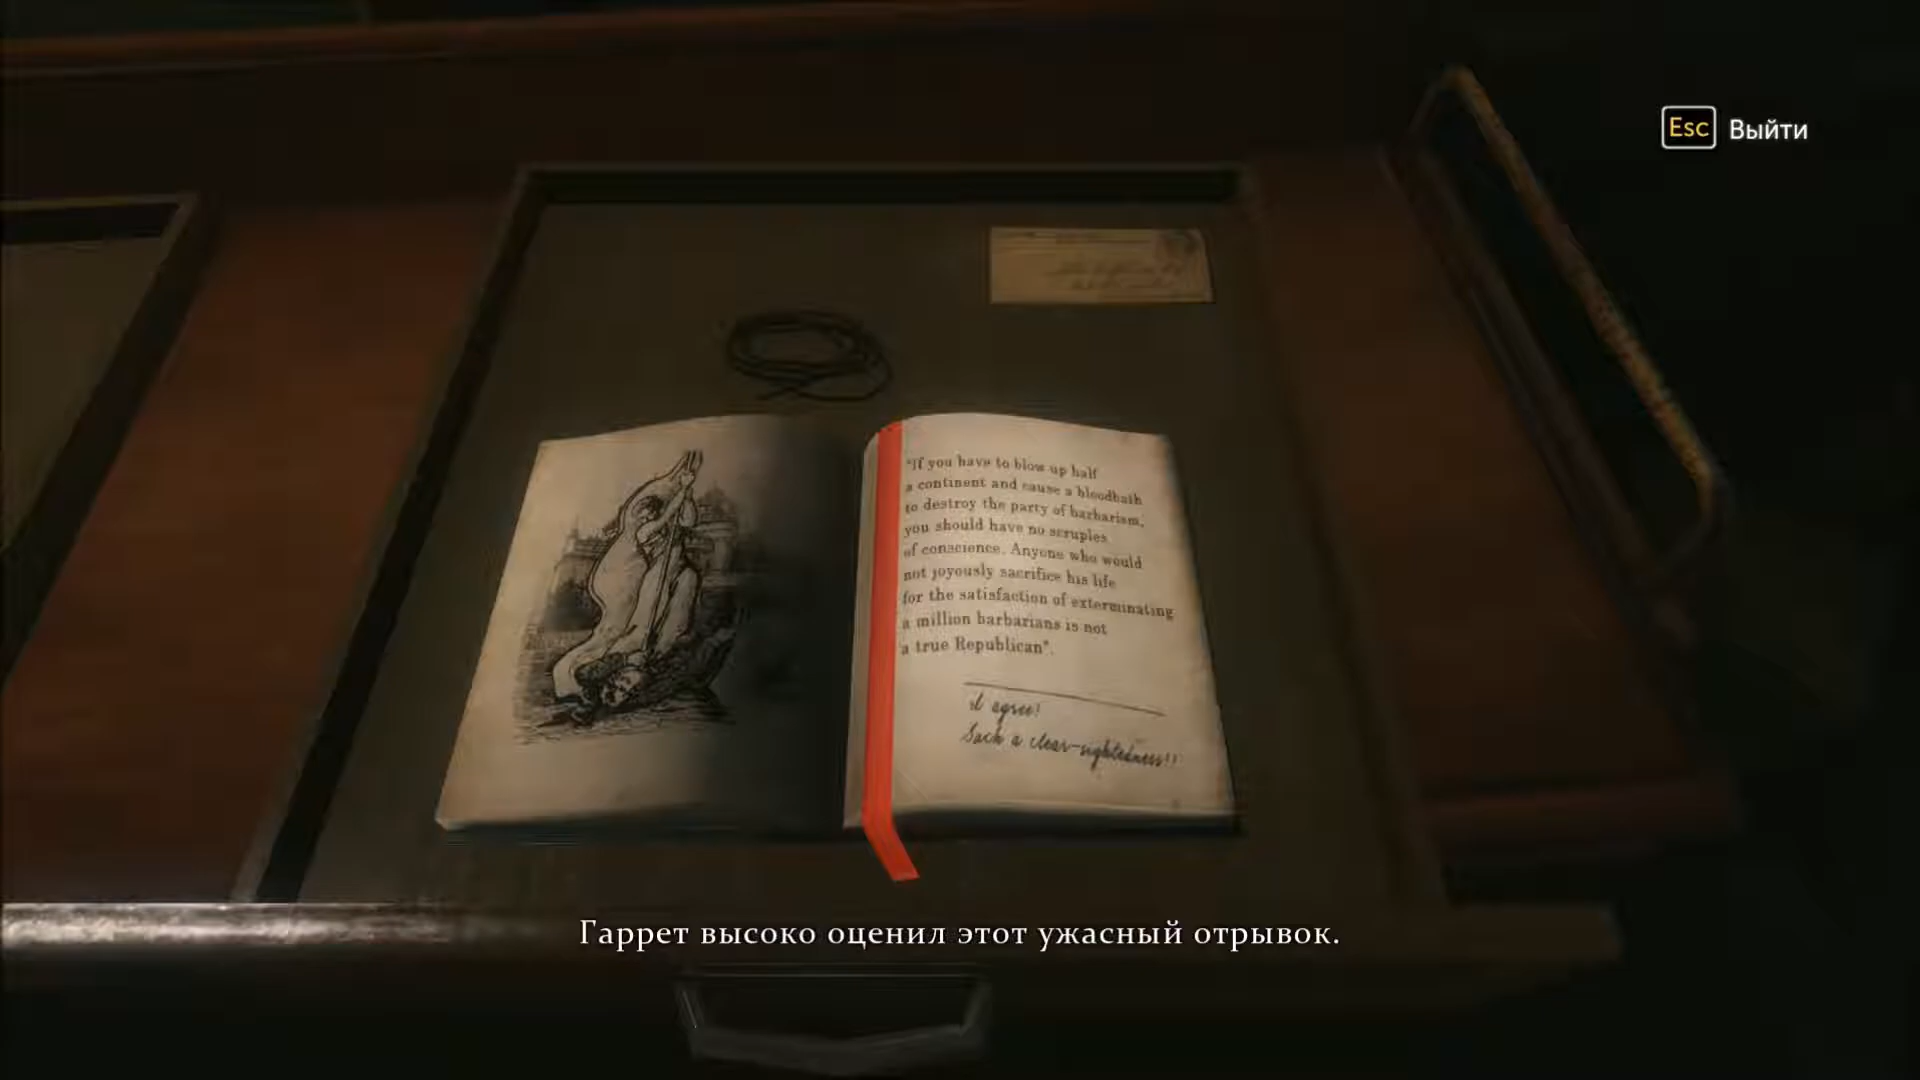 Esc Выйти
"If you have to blow up half
a continent and cause a bloodbath
to destroy the party of barbarism,
you should have no scruples
of conscience. Anyone who would
not joyously sacrifice his life
for the satisfaction of exterminating
a million barbarians is not
a true Republican".
I agree!
Such a clear-sightedness!!
Гаррет высоко оценил этот ужасный отрывок.